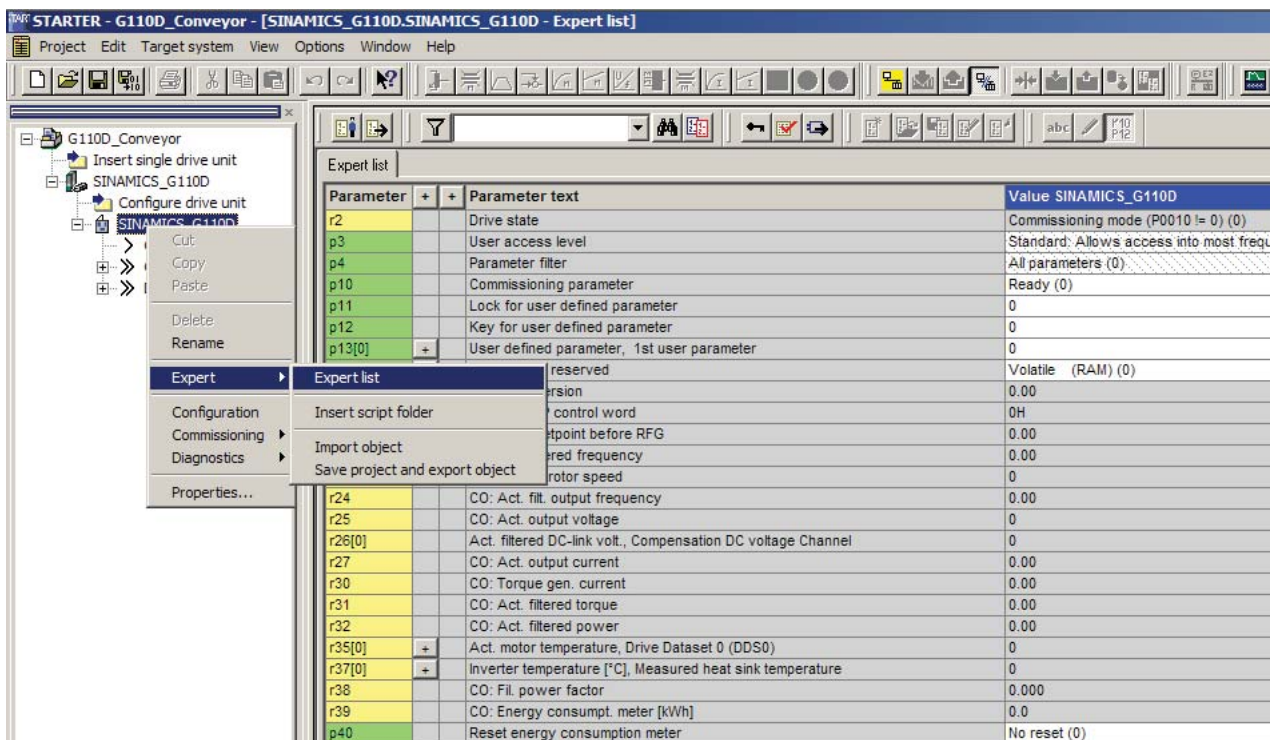 STARTER - G110D_Conveyor - [SINAMICS_G110D.SINAMICS_G110D - Expert list]
Project Edit Target system View Options Window Help
G110D_Conveyor
Insert single drive unit
SINAMICS_G110D
Configure drive unit
SINAMICS_G110D
Cut
Copy
Paste
Delete
Rename
Expert
Configuration
Commissioning
Diagnostics
Properties...
Expert list
Insert script folder
Import object
Save project and export object
abc
Expert list
Parameter + + Parameter text Value SINAMICS_G110D
r2 Drive state Commissioning mode (P0010 != 0) (0)
p3 User access level Standard: Allows access into most frequ
p4 Parameter filter All parameters (0)
p10 Commissioning parameter Ready (0)
p11 Lock for user defined parameter 0
p12 Key for user defined parameter 0
p13[0] + User defined parameter, 1st user parameter 0
reserved Volatile (RAM) (0)
ersion 0.00
control word 0H
etpoint before RFG 0.00
ered frequency 0.00
rotor speed 0
r24 CO: Act. filt. output frequency 0.00
r25 CO: Act. output voltage 0
r26[0] Act. filtered DC-link volt., Compensation DC voltage Channel 0
r27 CO: Act. output current 0.00
r30 CO: Torque gen. current 0.00
r31 CO: Act. filtered torque 0.00
r32 CO: Act. filtered power 0.00
r35[0] + Act. motor temperature, Drive Dataset 0 (DDS0) 0
r37[0] + Inverter temperature [°C], Measured heat sink temperature 0
r38 CO: Fil. power factor 0.000
r39 CO: Energy consumpt. meter [kWh] 0.0
p40 Reset energy consumption meter No reset (0)